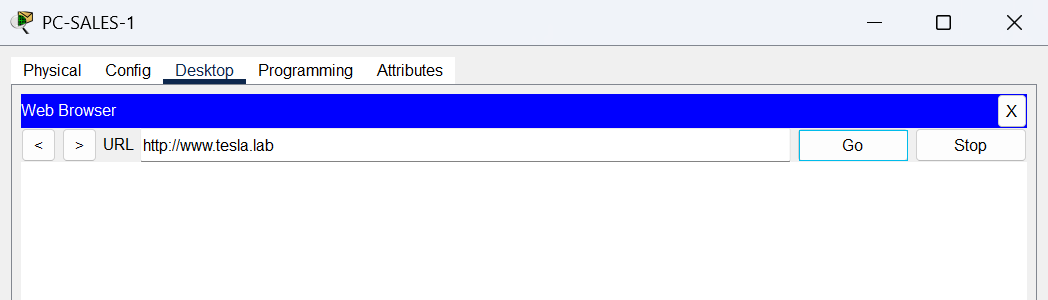 PC-SALES-1
Physical Config Desktop Programming Attributes
Web Browser X
< > URL http://www.tesla.lab Go Stop